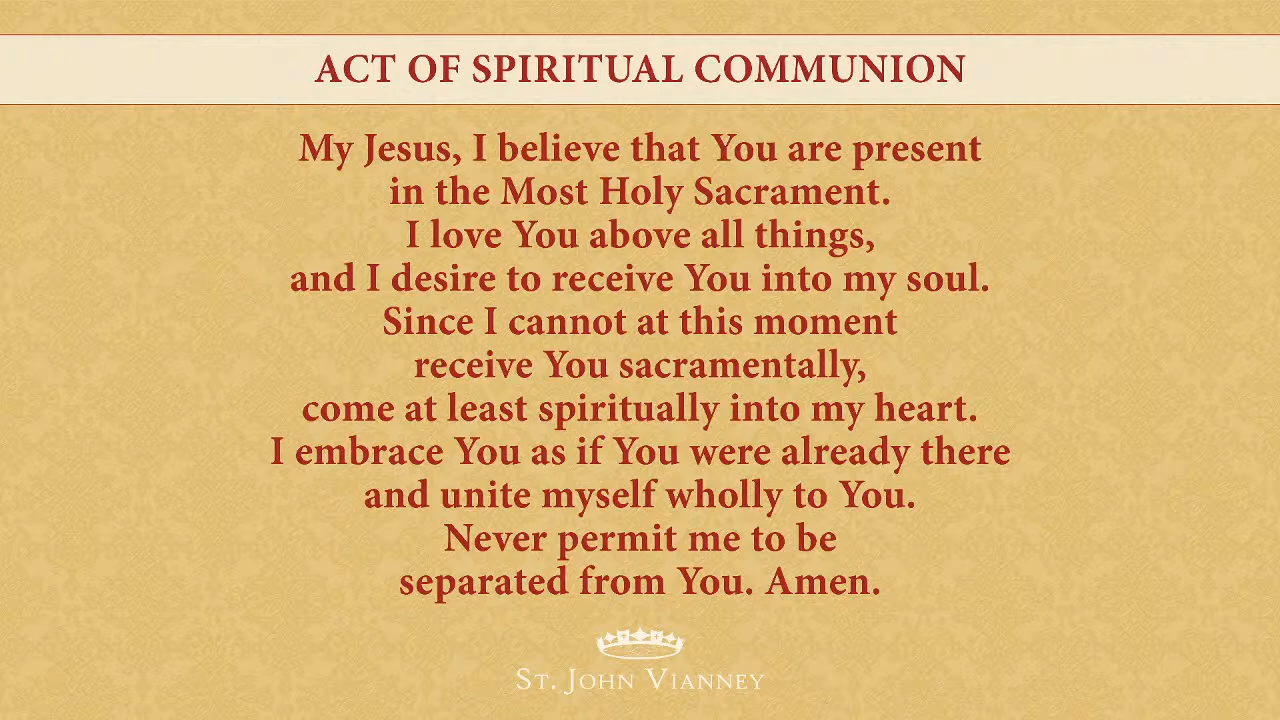 ACT OF SPIRITUAL COMMUNION
My Jesus, I believe that You are present
in the Most Holy Sacrament.
I love You above all things,
and I desire to receive You into my soul.
Since I cannot at this moment
receive You sacramentally,
come at least spiritually into my heart.
I embrace You as if You were already there
and unite myself wholly to You.
Never permit me to be
separated from You. Amen.
St. John Vianney